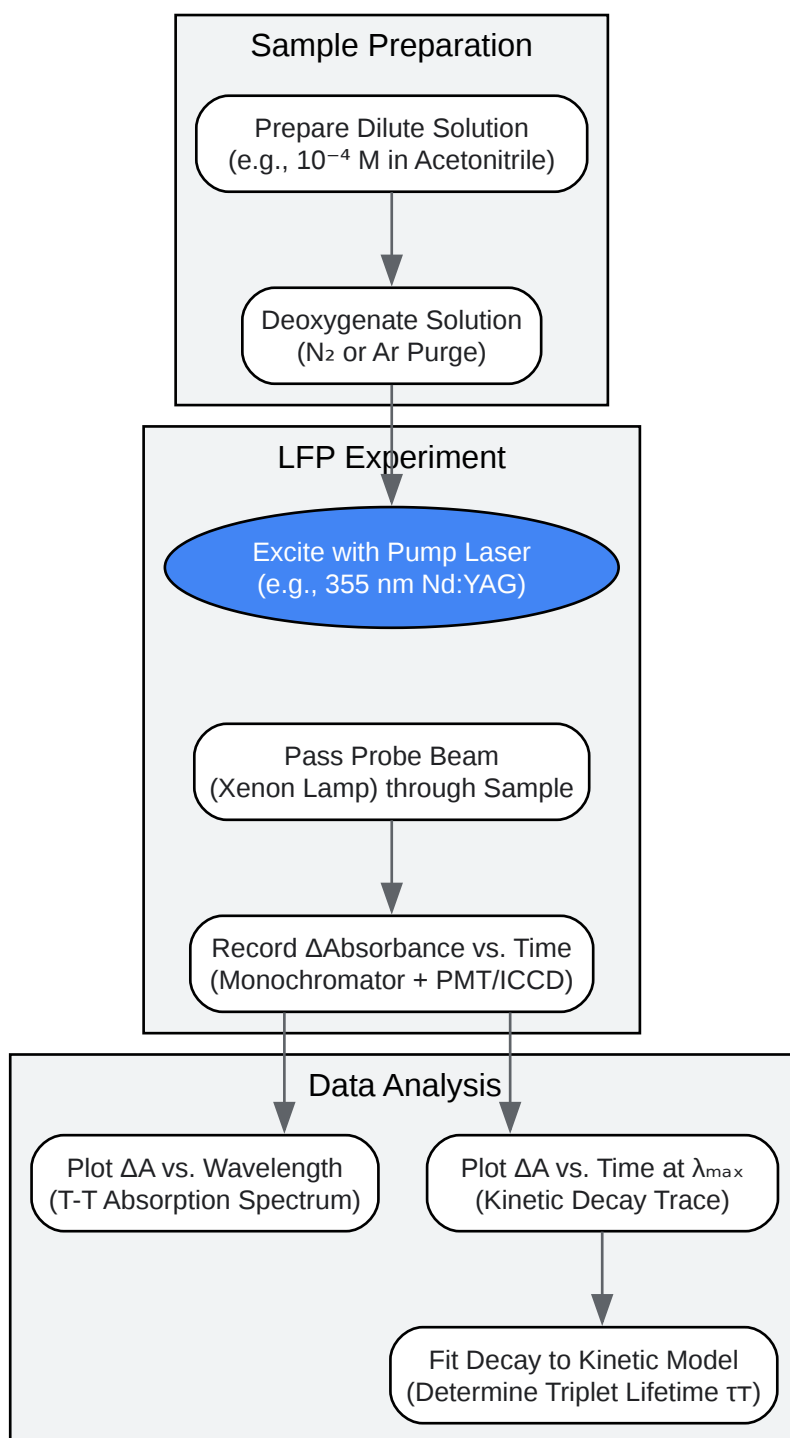 Sample Preparation
Prepare Dilute Solution
(e.g., 10⁻⁴ M in Acetonitrile)
Deoxygenate Solution
(N₂ or Ar Purge)
LFP Experiment
Excite with Pump Laser
(e.g., 355 nm Nd:YAG)
Pass Probe Beam
(Xenon Lamp) through Sample
Record ΔAbsorbance vs. Time
(Monochromator + PMT/ICCD)
Data Analysis
Plot ΔA vs. Wavelength
(T-T Absorption Spectrum)
Plot ΔA vs. Time at λₘₐₓ
(Kinetic Decay Trace)
Fit Decay to Kinetic Model
(Determine Triplet Lifetime τᴛ)